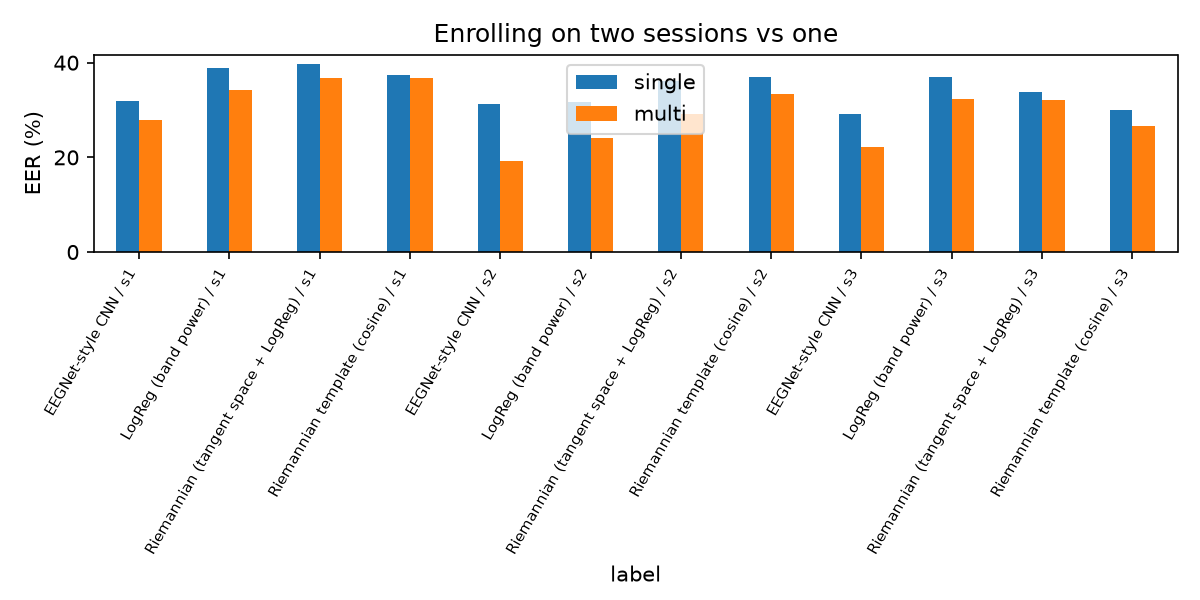 Enrolling on two sessions vs one
single
multi
EER (%)
40
20
0
EEGNet-style CNN / s1
LogReg (band power) / s1
Riemannian (tangent space + LogReg) / s1
Riemannian template (cosine) / s1
EEGNet-style CNN / s2
LogReg (band power) / s2
Riemannian (tangent space + LogReg) / s2
Riemannian template (cosine) / s2
EEGNet-style CNN / s3
LogReg (band power) / s3
Riemannian (tangent space + LogReg) / s3
Riemannian template (cosine) / s3
label